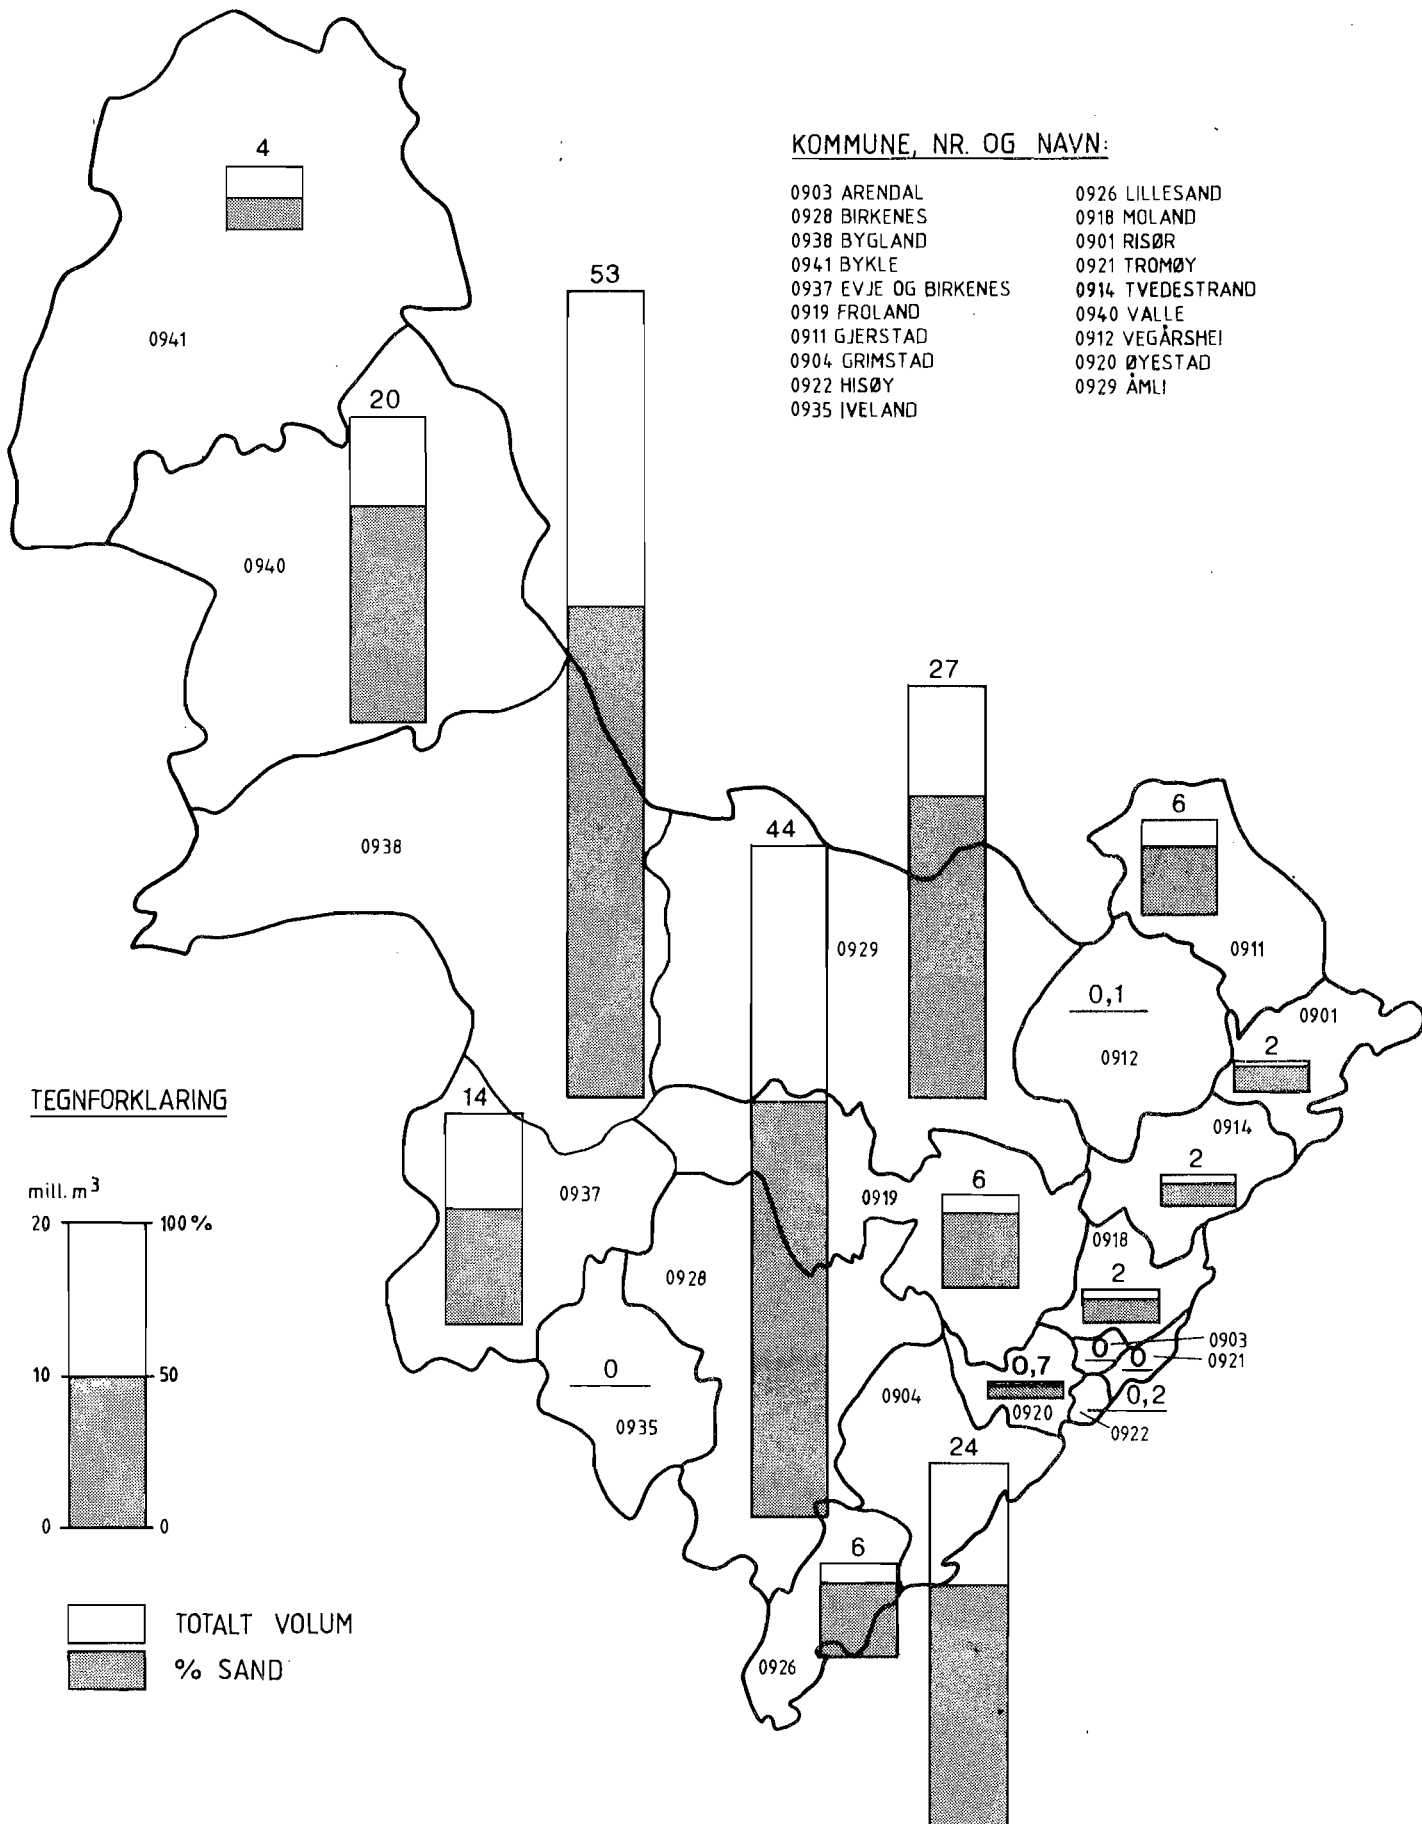 KOMMUNE, NR. OG NAVN:
0903 ARENDAL
0928 BIRKENES
0938 BYGLAND
0941 BYKLE
0937 EVJE OG BIRKENES
0919 FROLAND
0911 GJERSTAD
0904 GRIMSTAD
0922 HISØY
0935 IVELAND
0926 LILLESAND
0918 MOLAND
0901 RISØR
0921 TROMØY
0914 TVEDESTRAND
0940 VALLE
0912 VEGÅRSHEI
0920 ØYESTAD
0929 ÅMLI
4
0941
53
20
0940
27
6
44
0938
0929
0911
0,1
0901
0912
2
14
0914
2
0937
0919
6
0918
0928
2
0
0903
0
0921
0,7
0
0904
0,2
0920
0935
0922
24
6
0926
TEGNFORKLARING
mill. m³
20 100 %
10 50
0 0
TOTALT VOLUM
% SAND